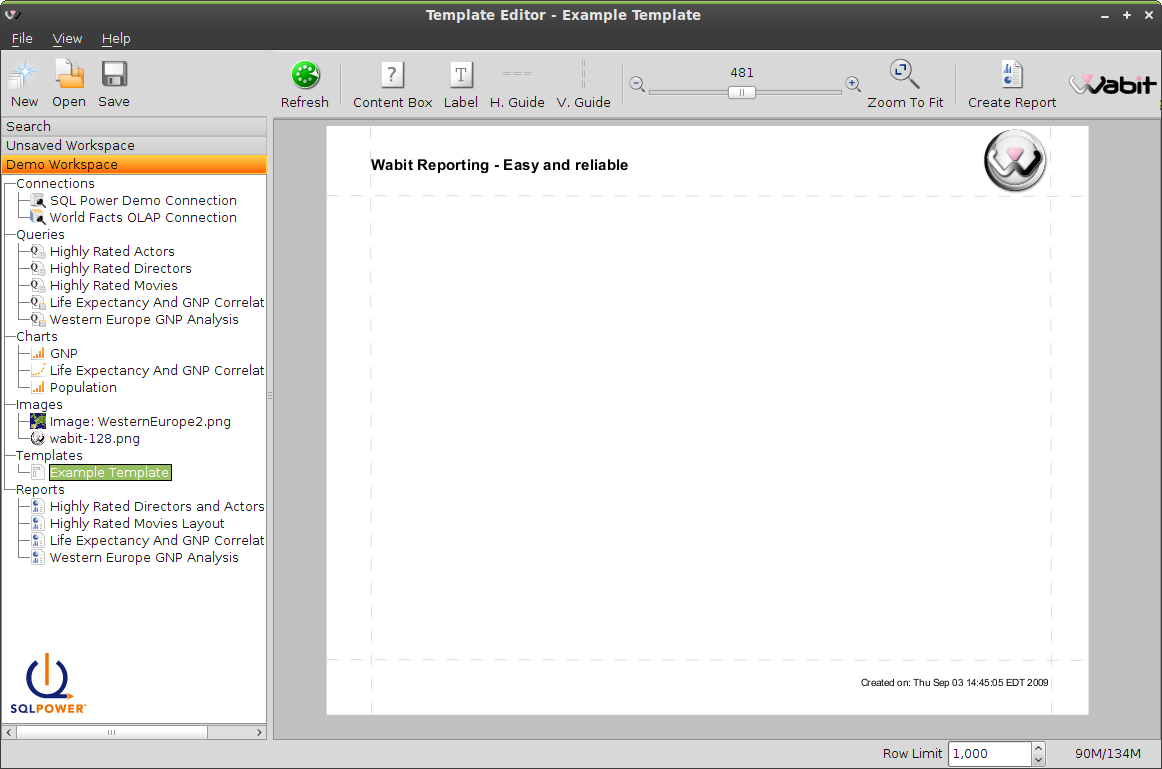 Template Editor - Example Template
File View Help
New Open Save Refresh Content Box Label H. Guide V. Guide 481 Zoom To Fit Create Report Wabit
Search
Unsaved Workspace
Demo Workspace
Connections
SQL Power Demo Connection
World Facts OLAP Connection
Queries
Highly Rated Actors
Highly Rated Directors
Highly Rated Movies
Life Expectancy And GNP Correlat
Western Europe GNP Analysis
Charts
GNP
Life Expectancy And GNP Correlat
Population
Images
Image: WesternEurope2.png
wabit-128.png
Templates
Example Template
Reports
Highly Rated Directors and Actors
Highly Rated Movies Layout
Life Expectancy And GNP Correlat
Western Europe GNP Analysis
SQLPOWER
Wabit Reporting - Easy and reliable
Created on: Thu Sep 03 14:45:05 EDT 2009
Row Limit 1,000 90M/134M